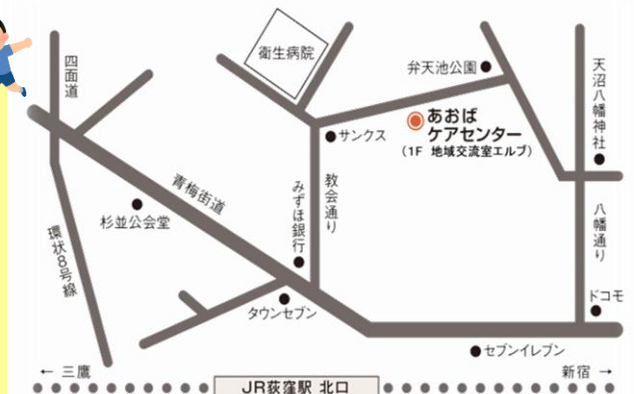 四面道
衛生病院
弁天池公園
天沼八幡神社
サンクス
あおば
ケアセンター
(1F 地域交流室エルブ)
青梅街道
教会通り
みずほ銀行
杉並公会堂
八幡通り
環状8号線
ドコモ
タウンセブン
セブンイレブン
← 三鷹
新宿 →
JR荻窪駅 北口